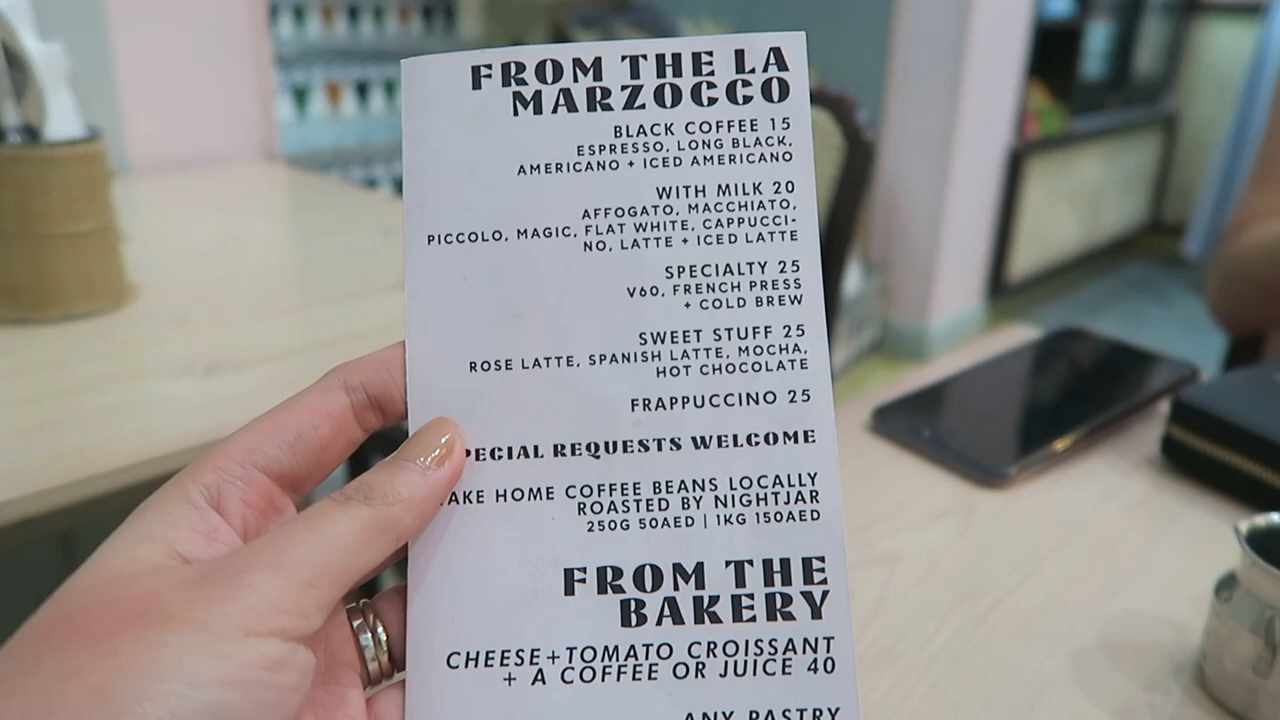 FROM THE LA
MARZOCCO
BLACK COFFEE 15
ESPRESSO, LONG BLACK,
AMERICANO + ICED AMERICANO
WITH MILK 20
AFFOGATO, MACCHIATO,
PICCOLO, MAGIC, FLAT WHITE, CAPPUCCI-
NO, LATTE + ICED LATTE
SPECIALTY 25
V60, FRENCH PRESS
+ COLD BREW
SWEET STUFF 25
ROSE LATTE, SPANISH LATTE, MOCHA,
HOT CHOCOLATE
FRAPPUCCINO 25
PECIAL REQUESTS WELCOME
AKE HOME COFFEE BEANS LOCALLY
ROASTED BY NIGHTJAR
250G 50AED | 1KG 150AED
FROM THE
BAKERY
CHEESE+TOMATO CROISSANT
+ A COFFEE OR JUICE 40
ANY PASTRY